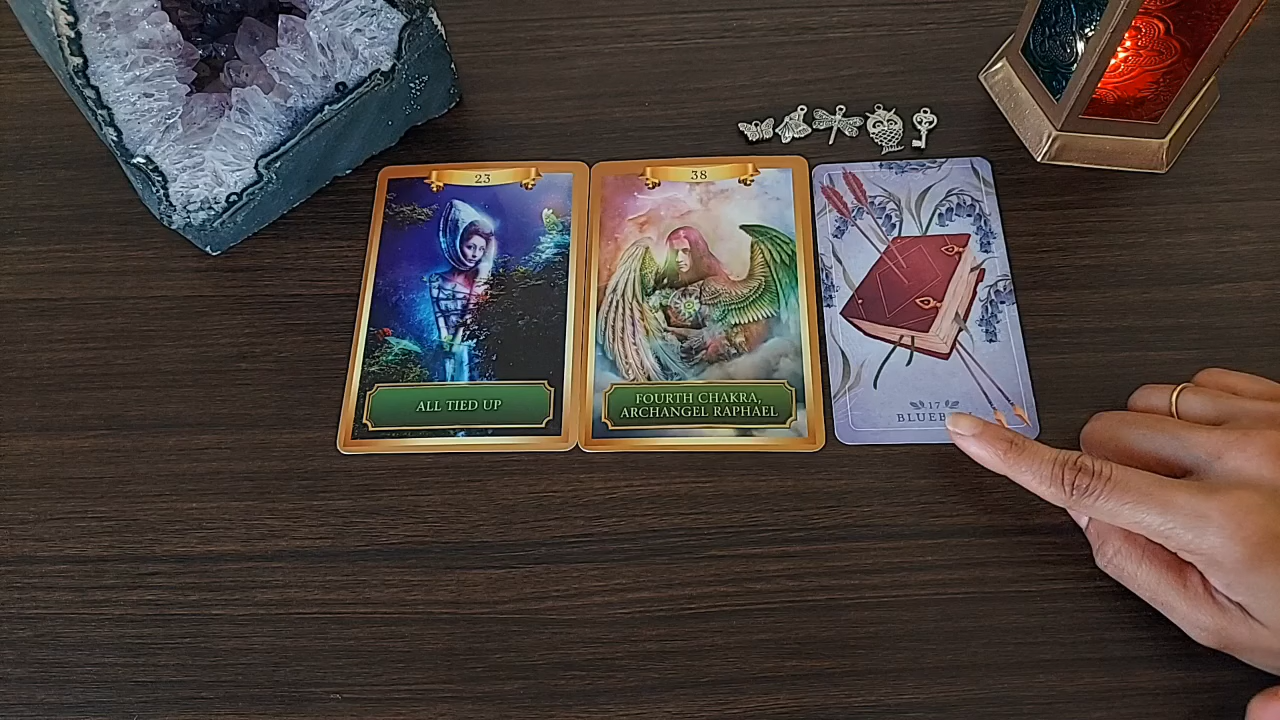 23
ALL TIED UP
38
FOURTH CHAKRA,
ARCHANGEL RAPHAEL
17